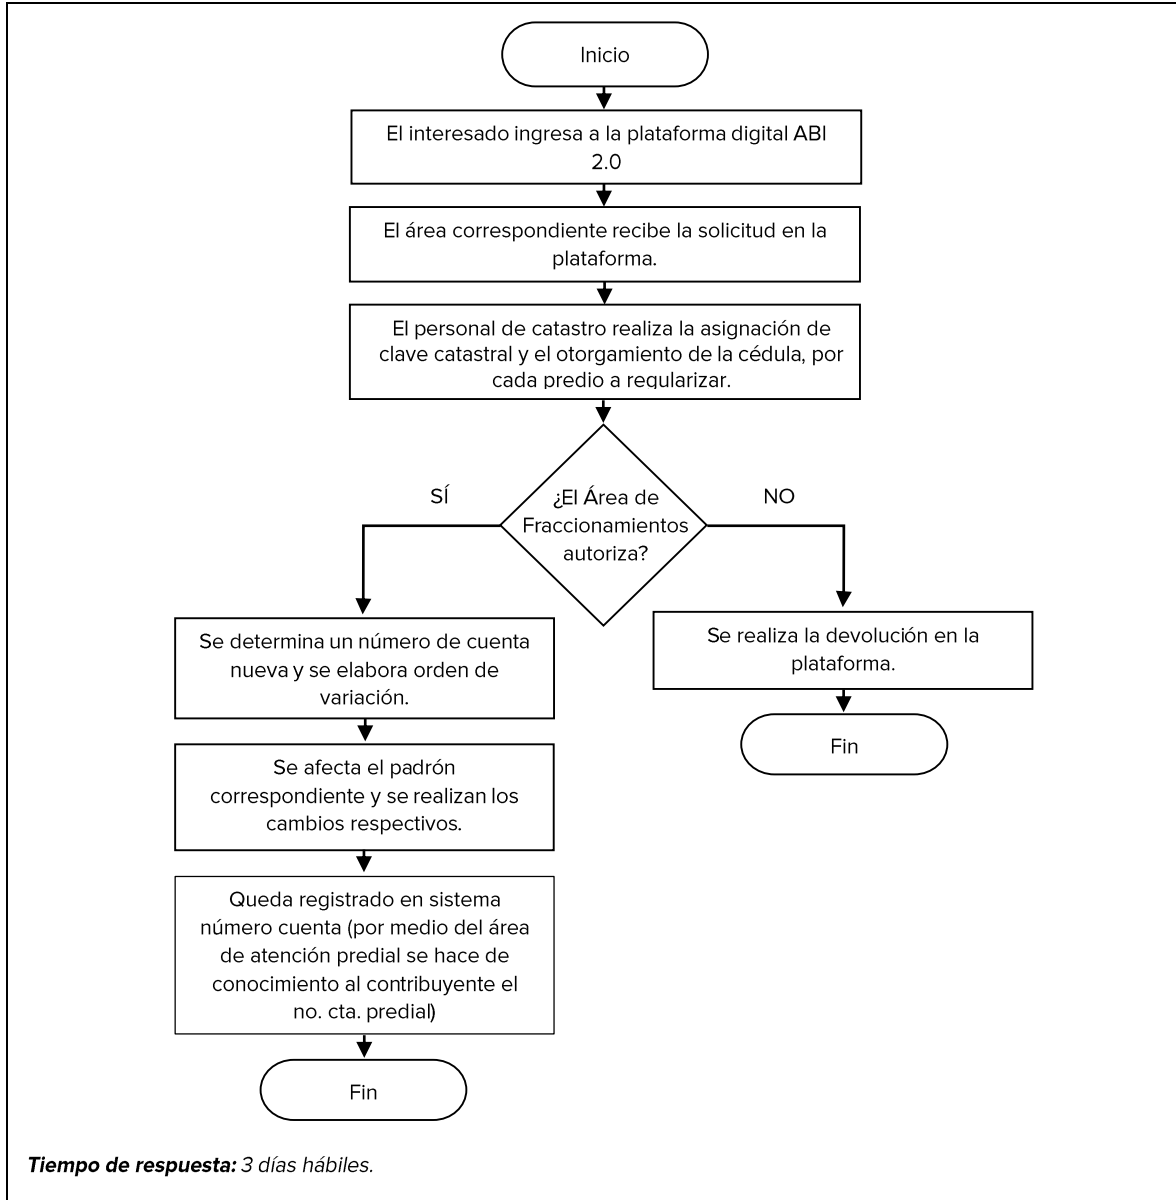 Inicio
El interesado ingresa a la plataforma digital ABI
2.0
El área correspondiente recibe la solicitud en la
plataforma.
El personal de catastro realiza la asignación de
clave catastral y el otorgamiento de la cédula, por
cada predio a regularizar.
¿El Área de
Fraccionamientos
autoriza?
SÍ
NO
Se determina un número de cuenta
nueva y se elabora orden de
variación.
Se afecta el padrón
correspondiente y se realizan los
cambios respectivos.
Queda registrado en sistema
número cuenta (por medio del área
de atención predial se hace de
conocimiento al contribuyente el
no. cta. predial)
Fin
Se realiza la devolución en la
plataforma.
Fin
Tiempo de respuesta: 3 días hábiles.